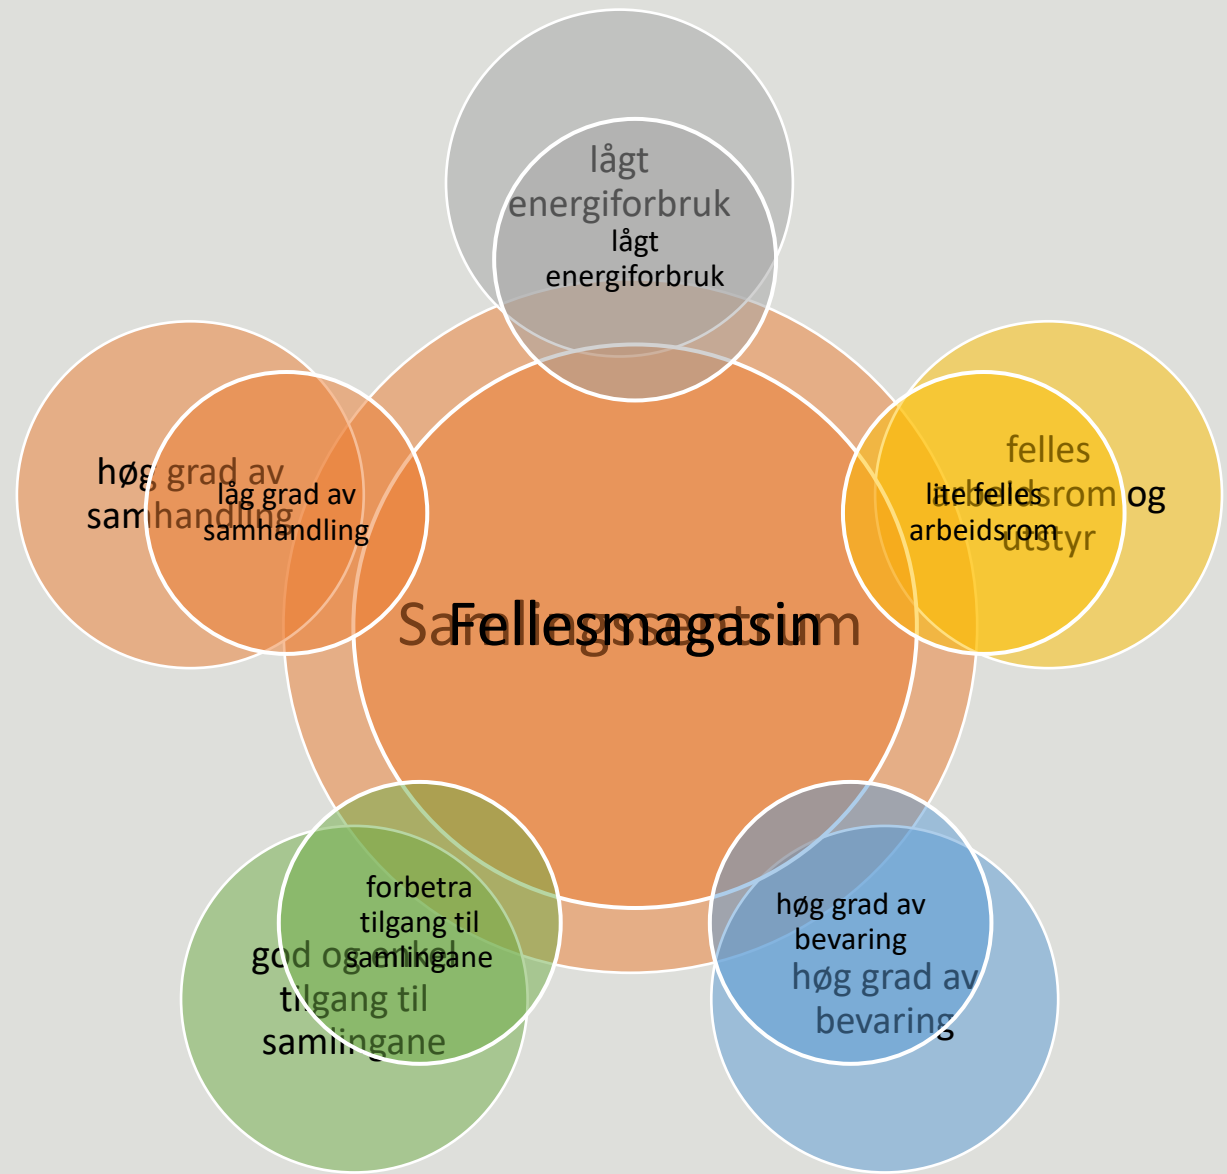 lågt
energiforbruk
lågt
energiforbruk
høg grad av
samhandling
låg grad av
samhandling
felles
arbeidsrom og
utstyr
lite felles
arbeidsrom
Samlingssentrum
Fellesmagasin
forbetra
tilgang til
samlingane
god og enkel
tilgang til
samlingane
høg grad av
bevaring
høg grad av
bevaring